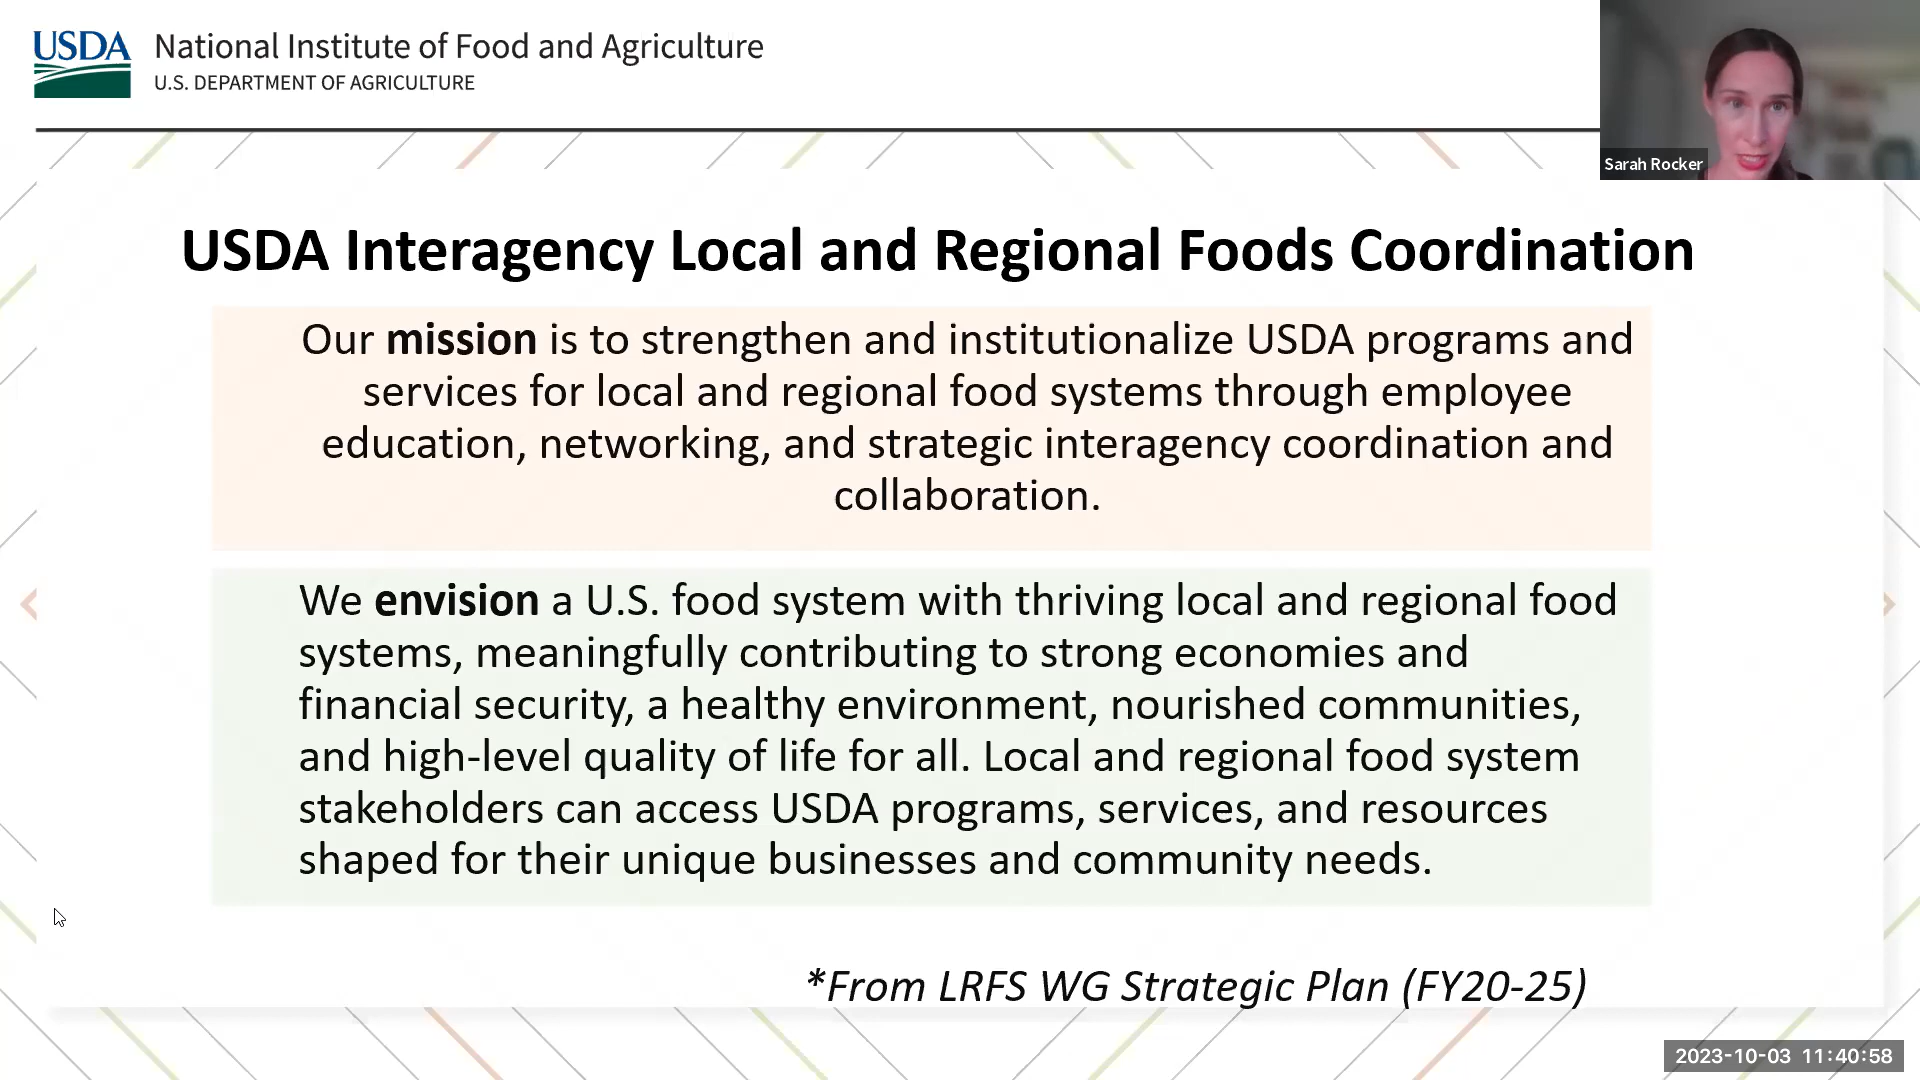 USDA
National Institute of Food and Agriculture
U.S. DEPARTMENT OF AGRICULTURE
Sarah Rocker
USDA Interagency Local and Regional Foods Coordination
Our mission is to strengthen and institutionalize USDA programs and
services for local and regional food systems through employee
education, networking, and strategic interagency coordination and
collaboration.
We envision a U.S. food system with thriving local and regional food
systems, meaningfully contributing to strong economies and
financial security, a healthy environment, nourished communities,
and high-level quality of life for all. Local and regional food system
stakeholders can access USDA programs, services, and resources
shaped for their unique businesses and community needs.
*From LRFS WG Strategic Plan (FY20-25)
2023-10-03 11:40:58